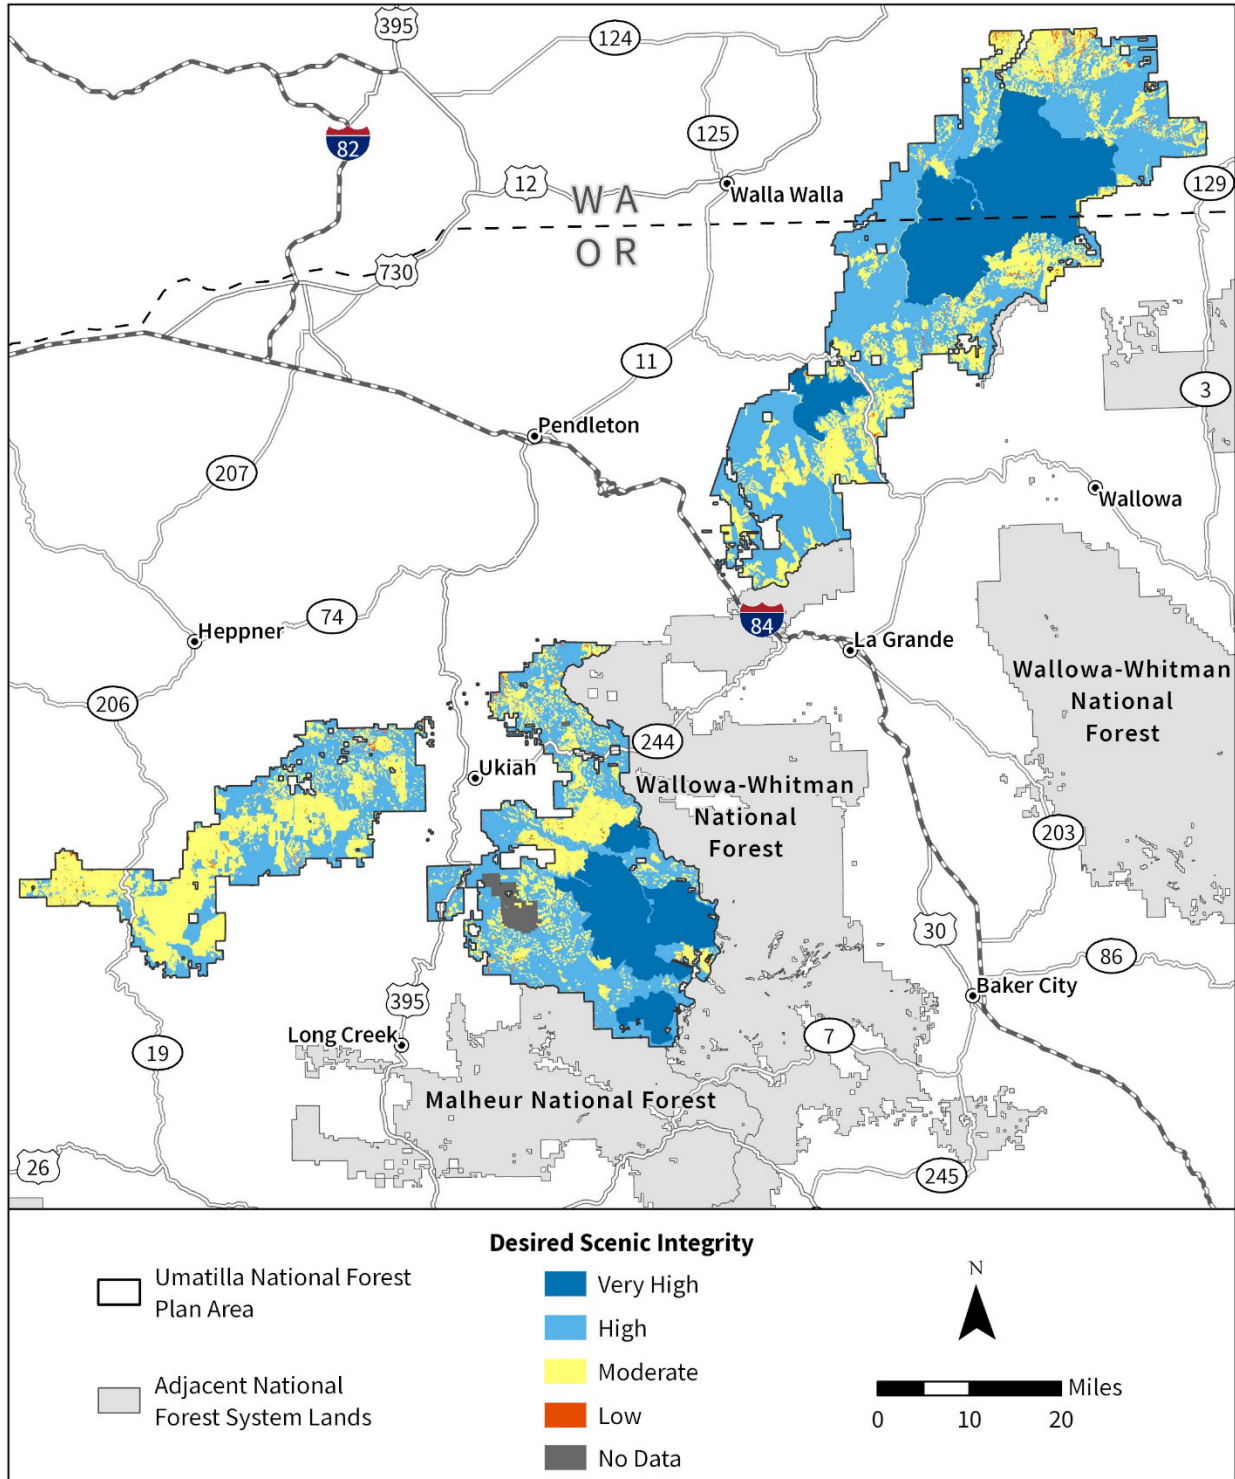 395
124
82
125
12
WA
Walla Walla
129
OR
730
11
3
Pendleton
207
Wallowa
74
84
Heppner
La Grande
Wallowa-Whitman
National
Forest
206
244
Ukiah
Wallowa-Whitman
National
Forest
203
30
86
Baker City
395
Long Creek
7
19
Malheur National Forest
26
245
Desired Scenic Integrity
Umatilla National Forest
Plan Area
Adjacent National
Forest System Lands
Very High
High
Moderate
Low
No Data
N
Miles
0 10 20